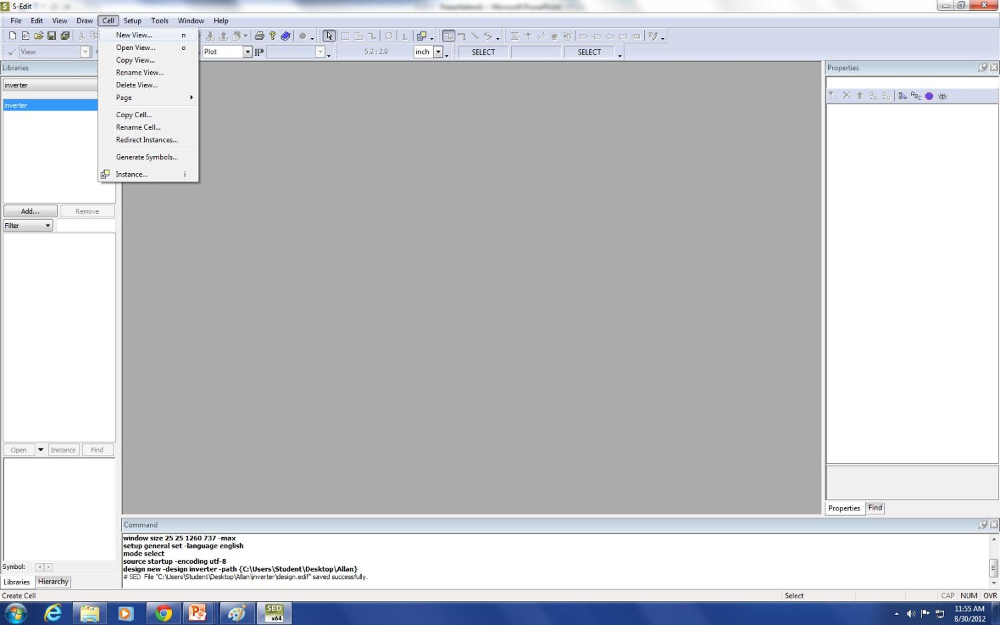 S-Edit
File Edit View Draw Cell Setup Tools Window Help
View
Plot
5.2 : 2.9
inch
SELECT
SELECT
New View... n
Open View... o
Copy View...
Rename View...
Delete View...
Page
Copy Cell...
Rename Cell...
Redirect Instances...
Generate Symbols...
Instance... i
Libraries
inverter
inverter
Add... Remove
Filter
Open Instance Find
Symbol:
Libraries Hierarchy
Properties
Properties Find
Command
window size 25 25 1260 737 -max
setup general set -language english
mode select
source startup -encoding utf-8
design new -design inverter -path {C:\Users\Student\Desktop\Allan}
# SED File "C:\Users\Student\Desktop\Allan\inverter\design.edif" saved successfully.
Create Cell
Select
CAP NUM OVR
SED
x64
11:55 AM
8/30/2012